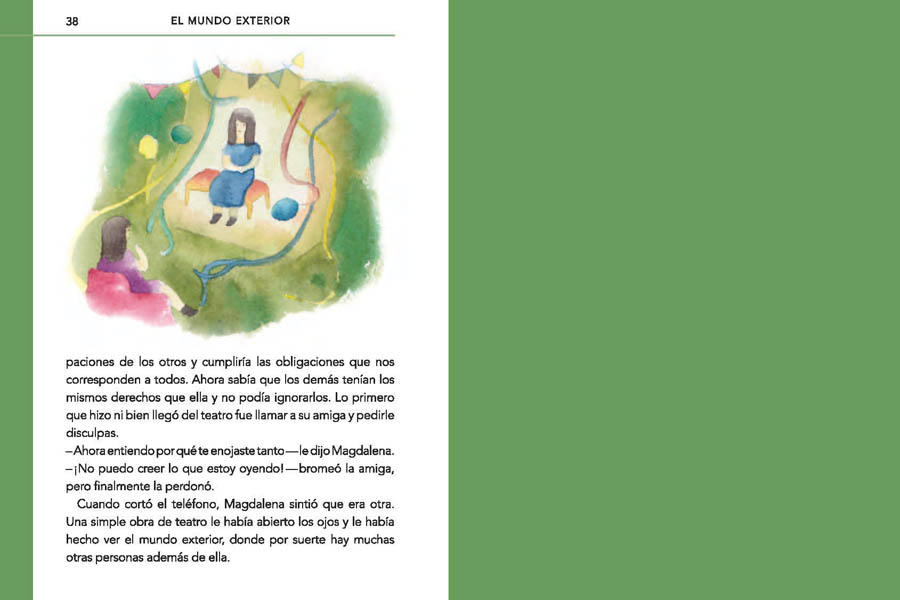 38
EL MUNDO EXTERIOR
paciones de los otros y cumpliría las obligaciones que nos
corresponden a todos. Ahora sabía que los demás tenían los
mismos derechos que ella y no podía ignorarlos. Lo primero
que hizo ni bien llegó del teatro fue llamar a su amiga y pedirle
disculpas.
–Ahora entiendo por qué te enojaste tanto—le dijo Magdalena.
–¡No puedo creer lo que estoy oyendo!—bromeó la amiga,
pero finalmente la perdonó.
Cuando cortó el teléfono, Magdalena sintió que era otra.
Una simple obra de teatro le había abierto los ojos y le había
hecho ver el mundo exterior, donde por suerte hay muchas
otras personas además de ella.